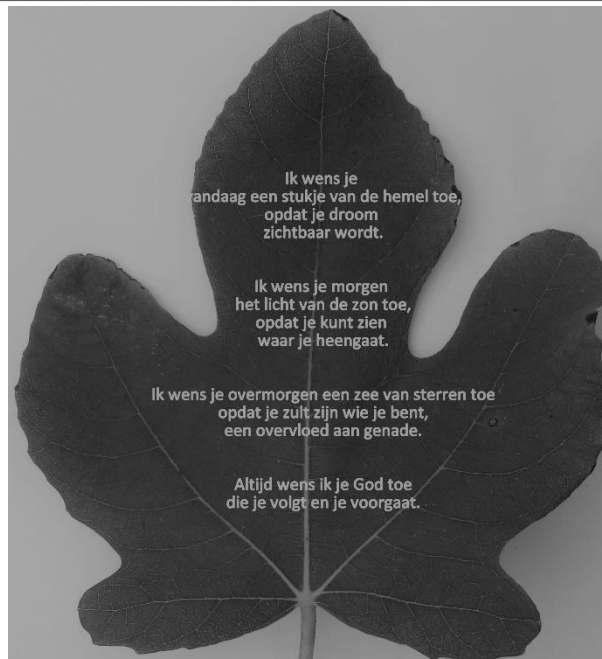 Ik wens je
vandaag een stukje van de hemel toe,
opdat je droom
zichtbaar wordt.
Ik wens je morgen
het licht van de zon toe,
opdat je kunt zien
waar je heengaat.
Ik wens je overmorgen een zee van sterren toe
opdat je zult zijn wie je bent,
een overvloed aan genade.
Altijd wens ik je God toe
die je volgt en je voorgaat.